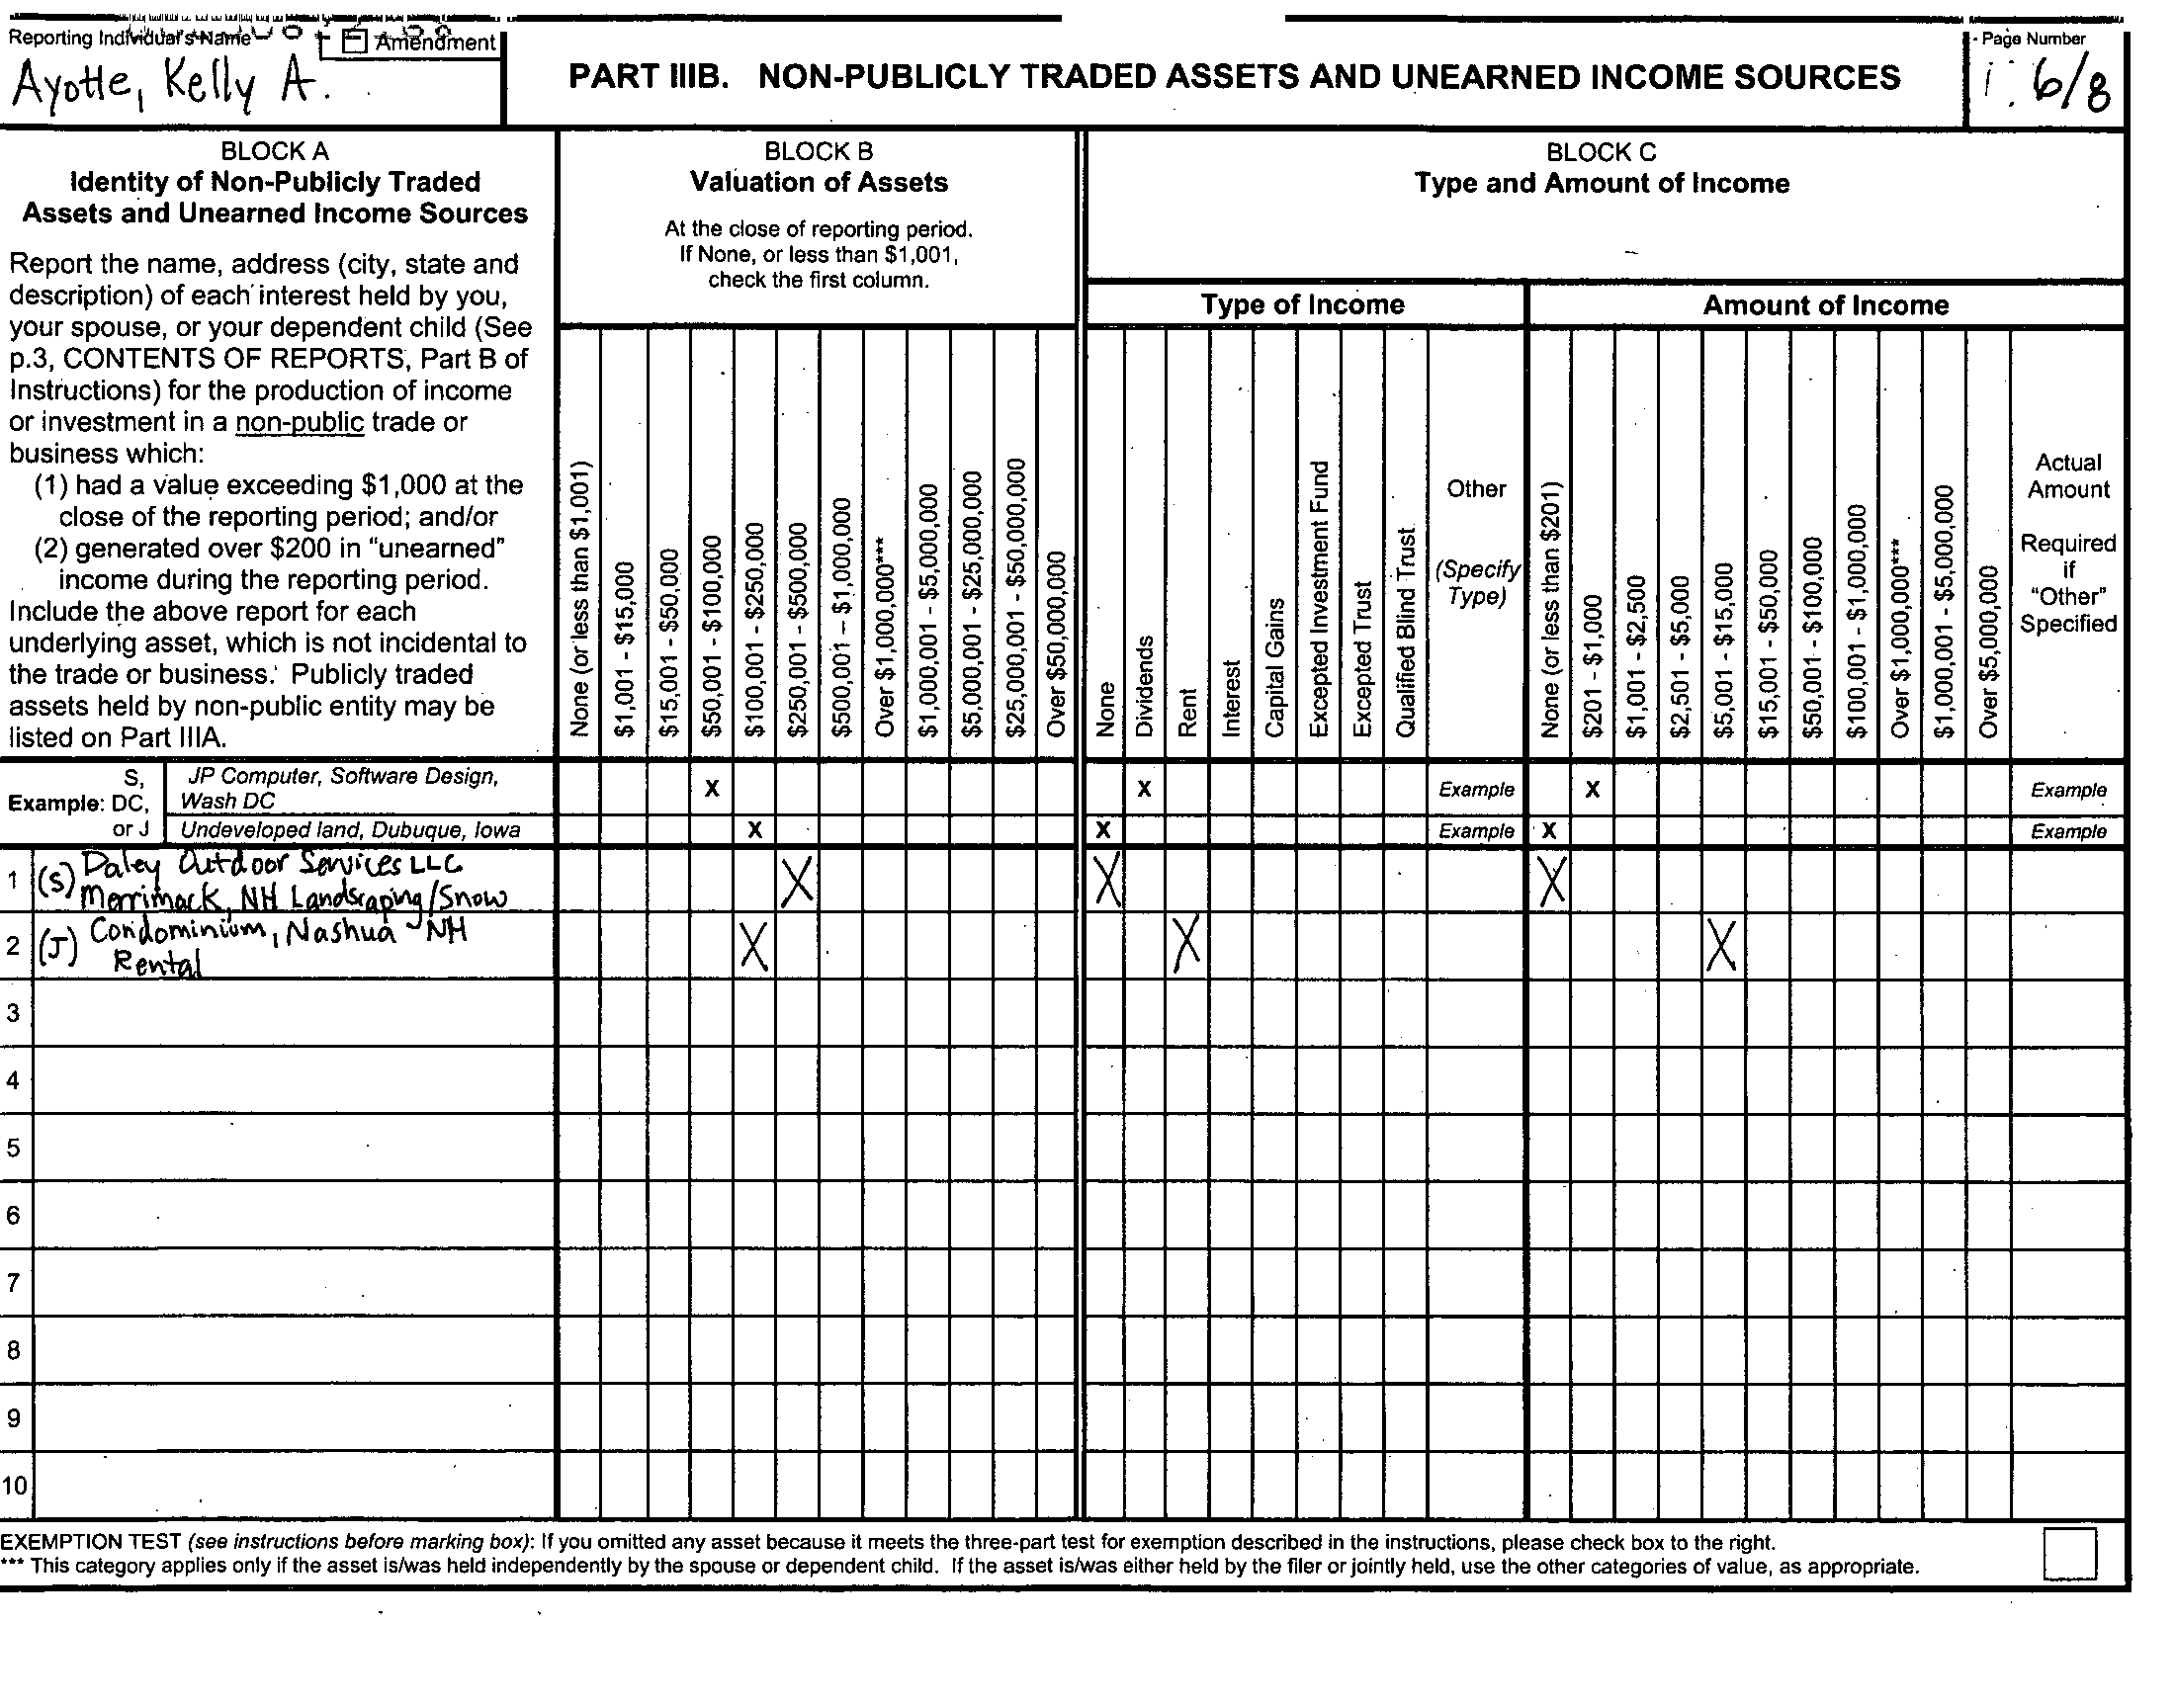 Reporting Individual's Name
Amendment
Ayotte, Kelly A.
PART IIIB. NON-PUBLICLY TRADED ASSETS AND UNEARNED INCOME SOURCES
Page Number
6/8
BLOCK A
Identity of Non-Publicly Traded
Assets and Unearned Income Sources
Report the name, address (city, state and
description) of each interest held by you,
your spouse, or your dependent child (See
p.3, CONTENTS OF REPORTS, Part B of
Instructions) for the production of income
or investment in a non-public trade or
business which:
(1) had a value exceeding $1,000 at the
close of the reporting period; and/or
(2) generated over $200 in "unearned"
income during the reporting period.
Include the above report for each
underlying asset, which is not incidental to
the trade or business. Publicly traded
assets held by non-public entity may be
listed on Part IIIA.
BLOCK B
Valuation of Assets
At the close of reporting period.
If None, or less than $1,001,
check the first column.
None (or less than $1,001)
$1,001 - $15,000
$15,001 - $50,000
$50,001 - $100,000
$100,001 - $250,000
$250,001 - $500,000
$500,001 – $1,000,000
Over $1,000,000***
$1,000,001 - $5,000,000
$5,000,001 - $25,000,000
$25,000,001 - $50,000,000
Over $50,000,000
BLOCK C
Type and Amount of Income
Type of Income
None
Dividends
Rent
Interest
Capital Gains
Excepted Investment Fund
Excepted Trust
Qualified Blind Trust
Other
(Specify
Type)
Amount of Income
None (or less than $201)
$201 - $1,000
$1,001 - $2,500
$2,501 - $5,000
$5,001 - $15,000
$15,001 - $50,000
$50,001 - $100,000
$100,001 - $1,000,000
Over $1,000,000***
$1,000,001 - $5,000,000
Over $5,000,000
Actual
Amount
Required
if
"Other"
Specified
Example: S, DC, or J
JP Computer, Software Design,
Wash DC X X Example X Example
Undeveloped land, Dubuque, Iowa X X Example X Example
1 (S) Daley Outdoor Services LLC
Merrimack, NH Landscaping/Snow X X X
2 (J) Condominium, Nashua NH
Rental X X X
3
4
5
6
7
8
9
10
EXEMPTION TEST (see instructions before marking box): If you omitted any asset because it meets the three-part test for exemption described in the instructions, please check box to the right.
*** This category applies only if the asset is/was held independently by the spouse or dependent child. If the asset is/was either held by the filer or jointly held, use the other categories of value, as appropriate.